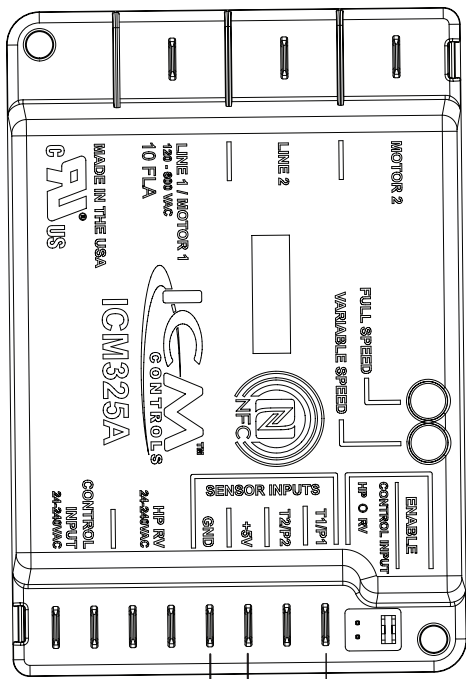 MOTOR 2
LINE 2
LINE 1 / MOTOR 1
120 - 600 VAC
10 FLA
MADE IN THE USA
C RU ® US
FULL SPEED
VARIABLE SPEED
NFC
ICM ™
CONTROLS
ICM325A
ENABLE
CONTROL INPUT
HP O RV
SENSOR INPUTS
T1/P1
T2/P2
+5V
GND
HP RV
24-240VAC
CONTROL
INPUT
24-240VAC